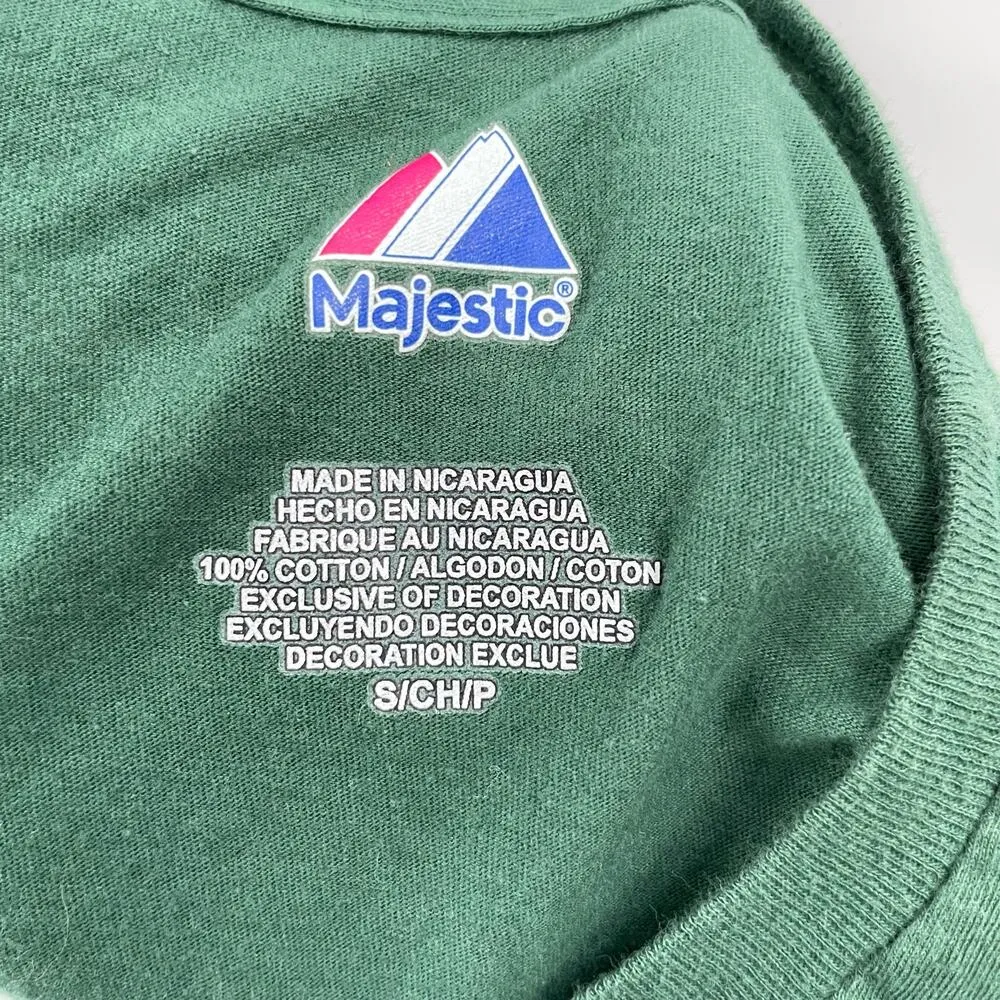 Majestic®
MADE IN NICARAGUA
HECHO EN NICARAGUA
FABRIQUE AU NICARAGUA
100% COTTON / ALGODON / COTON
EXCLUSIVE OF DECORATION
EXCLUYENDO DECORACIONES
DECORATION EXCLUE
S/CH/P